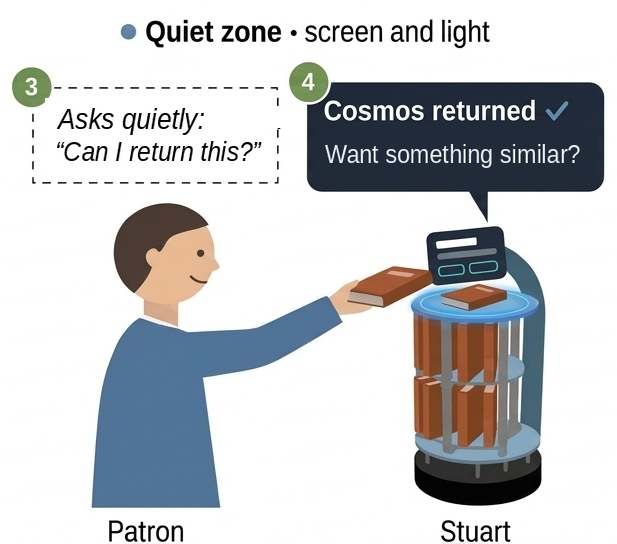 Quiet zone • screen and light
3
Asks quietly:
“Can I return this?”
4
Cosmos returned ✓
Want something similar?
Patron
Stuart